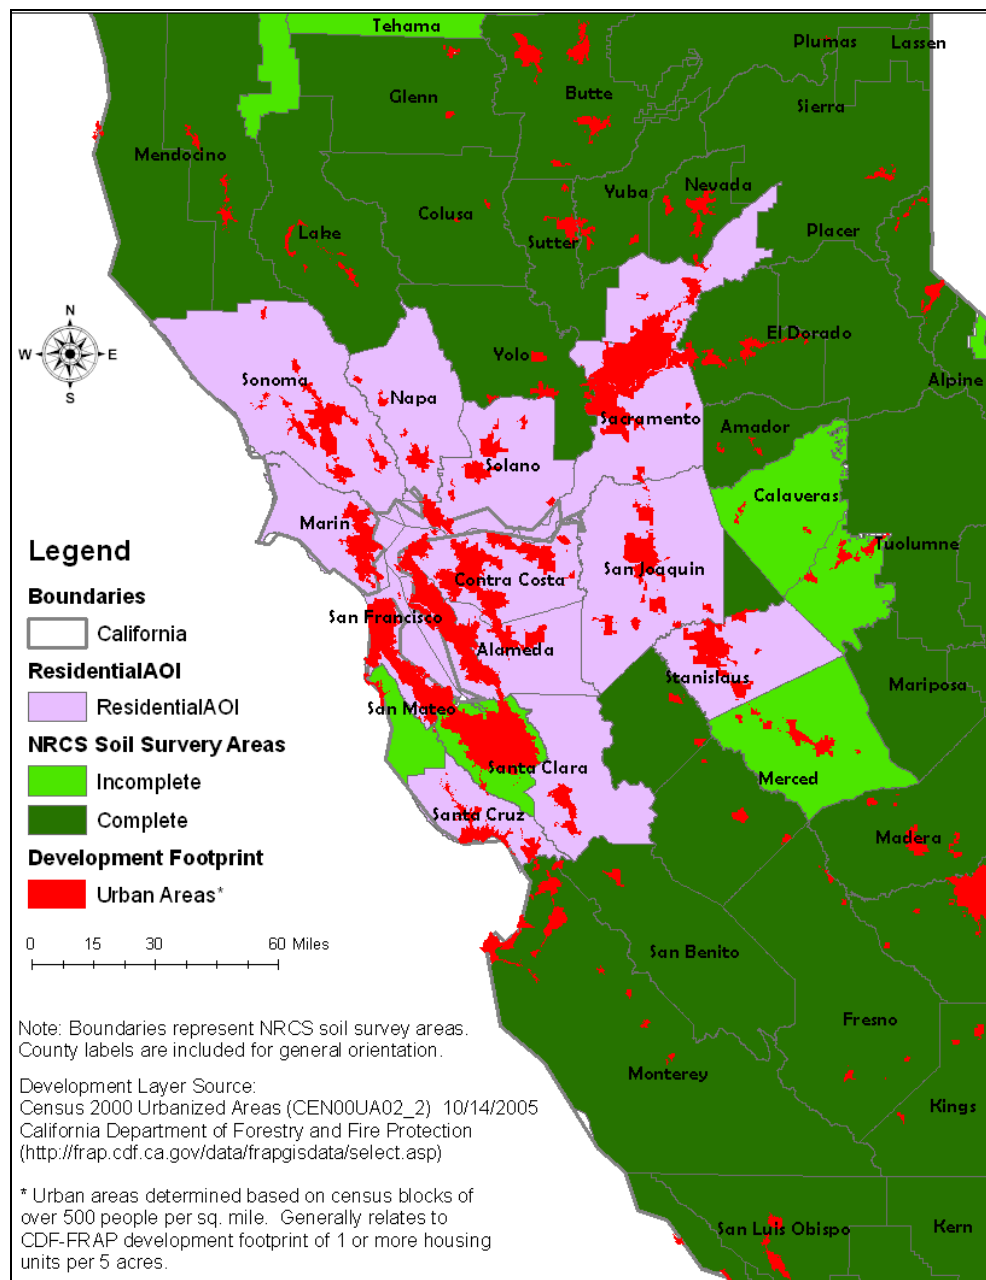 Tehama
Plumas
Lassen
Glenn
Butte
Sierra
Mendocino
Yuba
Nevada
Colusa
Lake
Sutter
Placer
N
W
E
S
Yolo
El Dorado
Sonoma
Napa
Alpine
Sacramento
Amador
Solano
Calaveras
Marin
Tuolumne
Contra Costa
San Joaquin
San Francisco
Alameda
Stanislaus
Mariposa
San Mateo
Santa Clara
Merced
Santa Cruz
Madera
San Benito
Fresno
Monterey
Kings
San Luis Obispo
Kern
Legend
Boundaries
California
ResidentialAOI
ResidentialAOI
NRCS Soil Survery Areas
Incomplete
Complete
Development Footprint
Urban Areas*
0 15 30 60 Miles
Note: Boundaries represent NRCS soil survey areas.
County labels are included for general orientation.
Development Layer Source:
Census 2000 Urbanized Areas (CEN00UA02_2) 10/14/2005
California Department of Forestry and Fire Protection
(http://frap.cdf.ca.gov/data/frapgisdata/select.asp)
* Urban areas determined based on census blocks of
over 500 people per sq. mile. Generally relates to
CDF-FRAP development footprint of 1 or more housing
units per 5 acres.